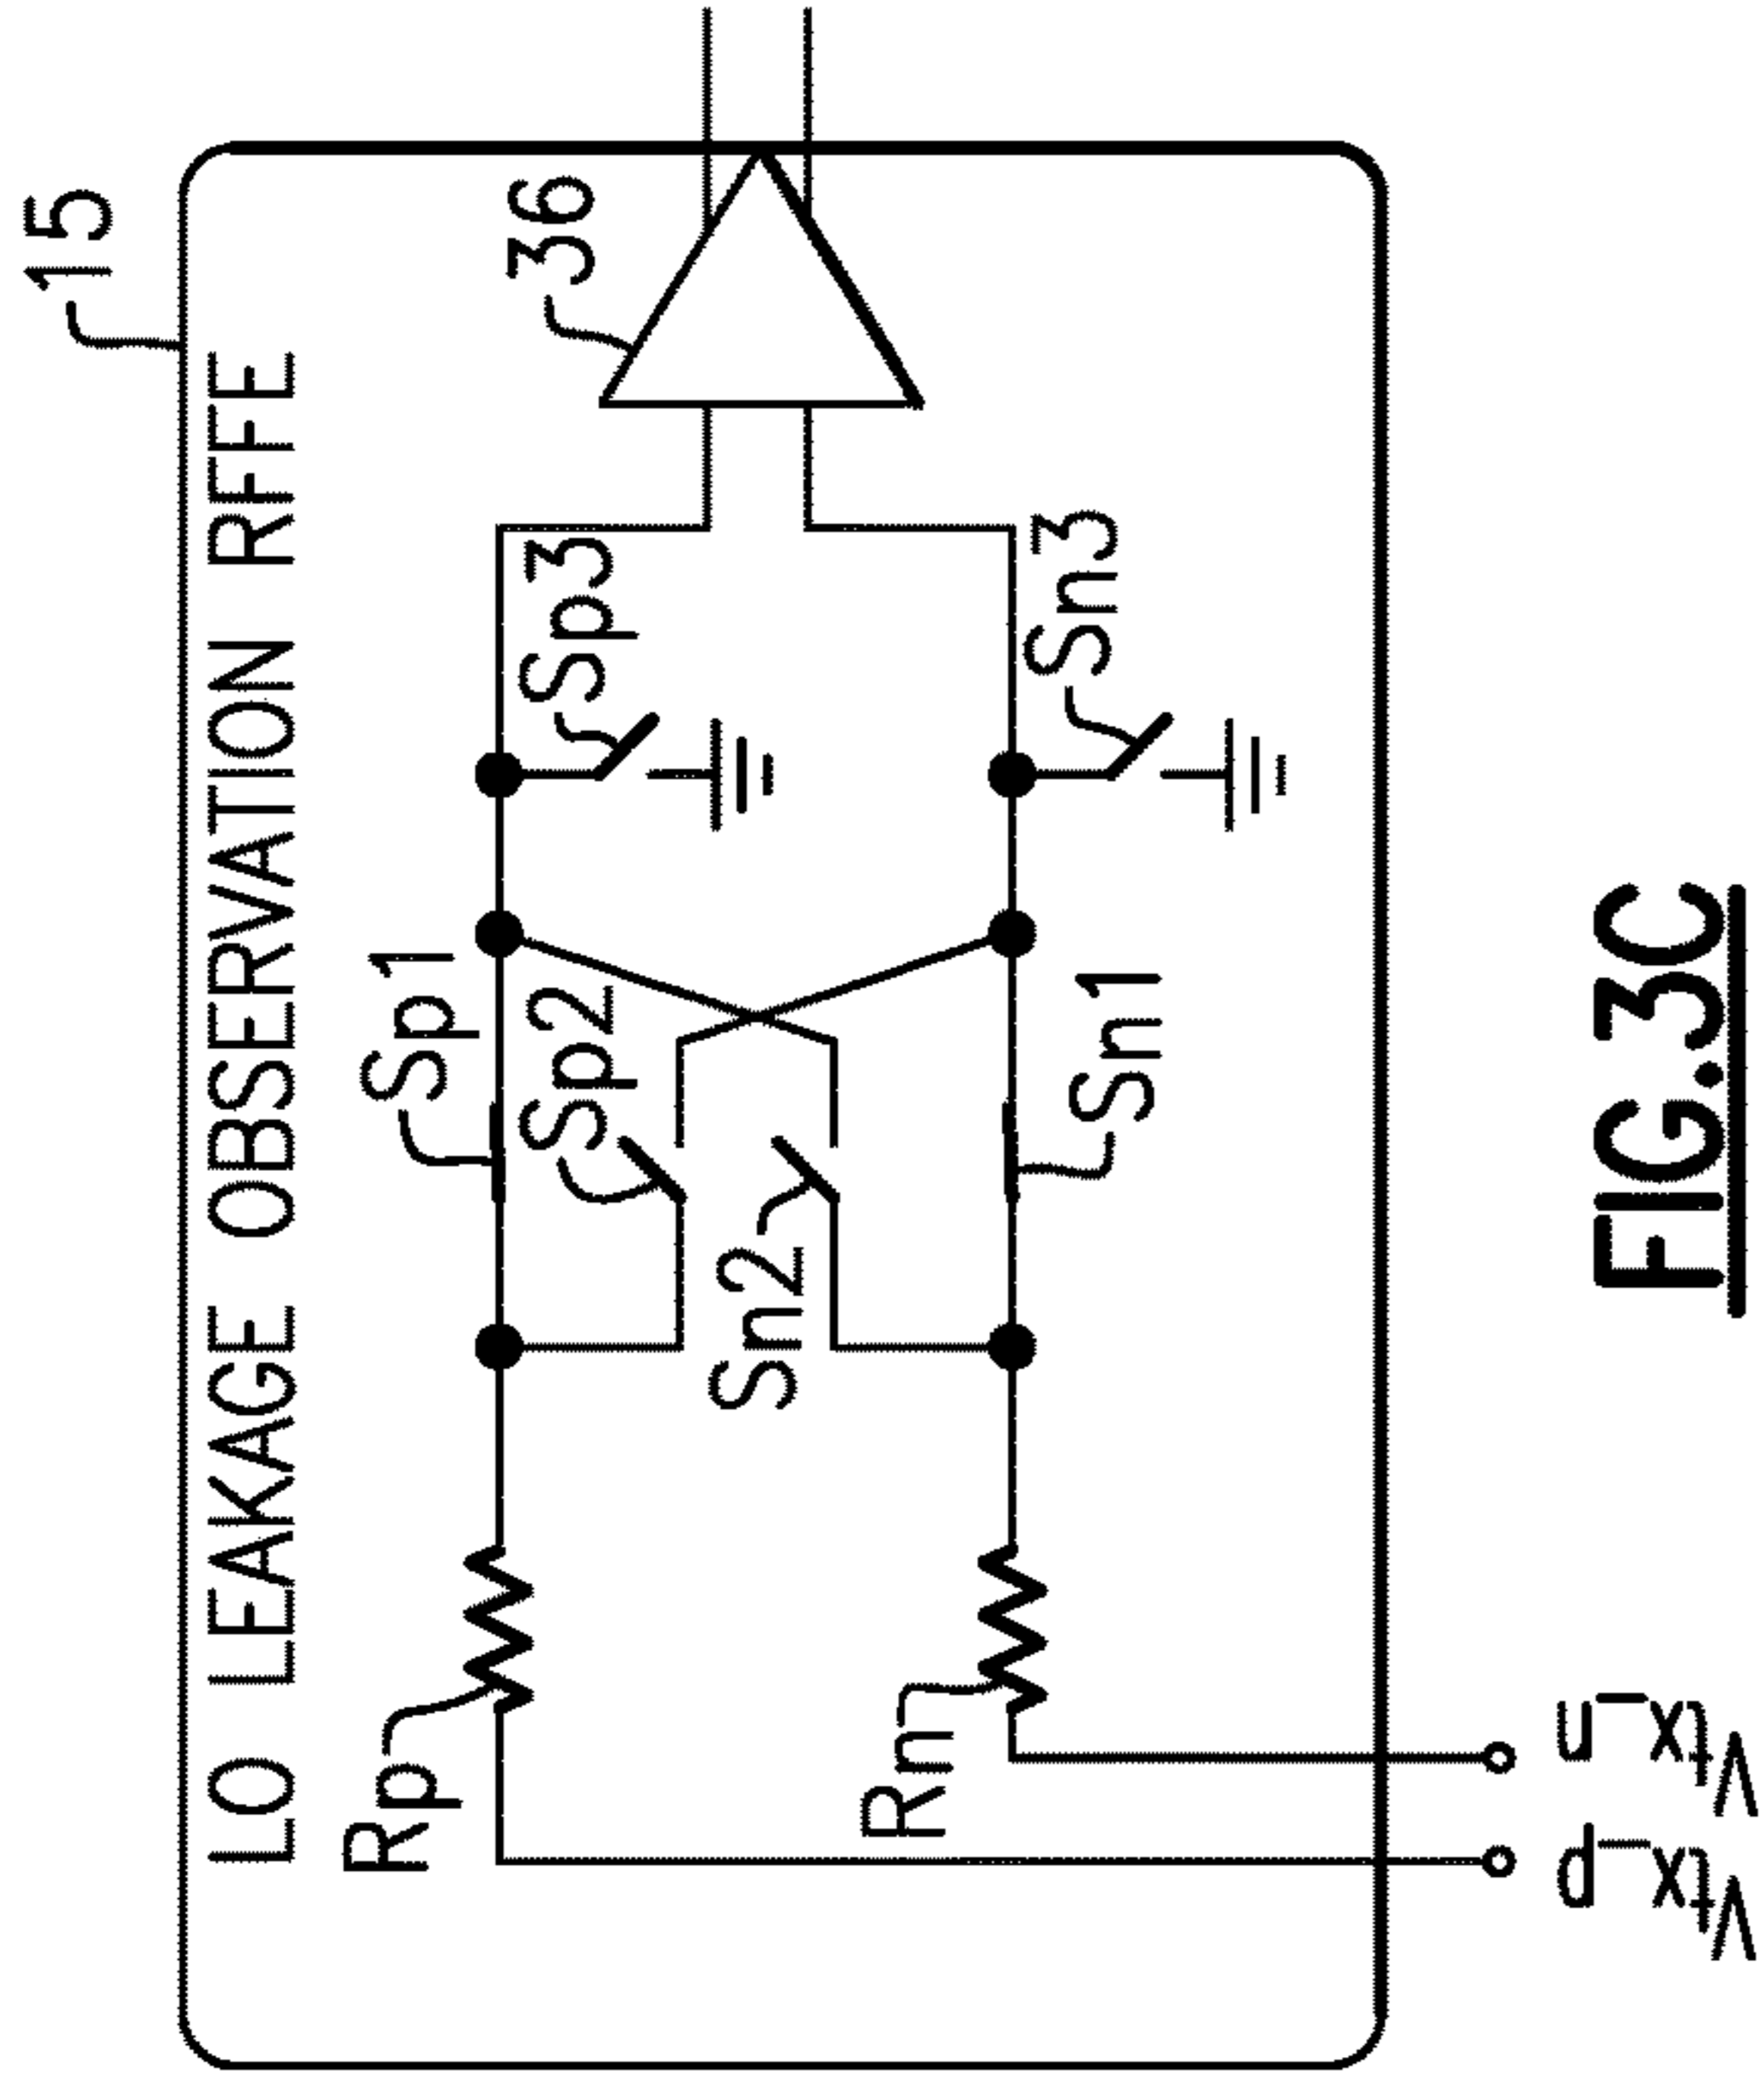 15
LO LEAKAGE OBSERVATION RFFE
36
Rp
Sp1
Sp2
Sp3
Sn2
Rn
Sn1
Sn3
Vtx_p
Vtx_n
FIG.3C